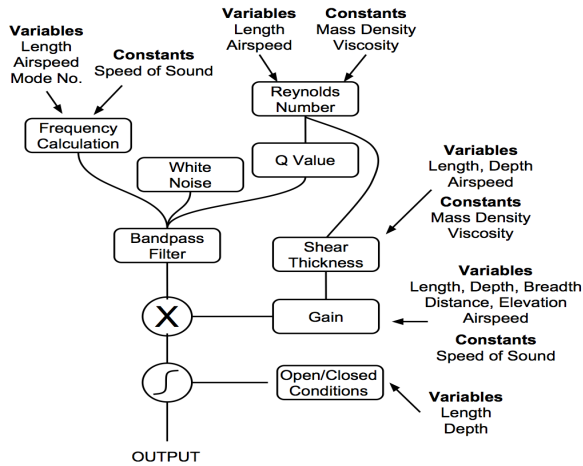 Variables
Length
Airspeed
Mode No.
Constants
Speed of Sound
Variables
Length
Airspeed
Constants
Mass Density
Viscosity
Frequency
Calculation
White
Noise
Reynolds
Number
Q Value
Variables
Length, Depth
Airspeed
Constants
Mass Density
Viscosity
Bandpass
Filter
Shear
Thickness
Variables
Length, Depth, Breadth
Distance, Elevation
Airspeed
Constants
Speed of Sound
X
Gain
Open/Closed
Conditions
Variables
Length
Depth
OUTPUT